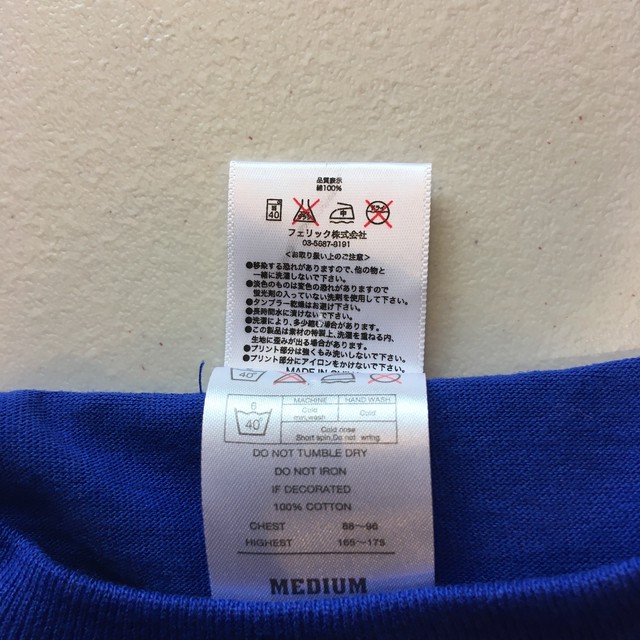 品質表示
綿100%
40 中
フェリック株式会社
03-5687-8191
<お取り扱い上のご注意>
●移染する恐れがありますので、他の物と
一緒に洗濯しないで下さい。
●淡色のものは変色の恐れがありますので
蛍光剤の入っていない洗剤を使用して下さい。
●タンブラー乾燥はお避け下さい。
●長時間水に漬けないで下さい。
●洗濯により、多少縮む場合があります。
●この製品は素材の特製上、洗濯を重ねる内、
生地に歪みが出る場合があります。
●プリント部分は強くもみ洗いしないで下さい。
●プリント部分にアイロンをかけないで下さい。
MADE IN
40
6
40°
MACHINE HAND WASH
Cold
min,wash
Cold
Cold rinse
Short spin,Do not wring
DO NOT TUMBLE DRY
DO NOT IRON
IF DECORATED
100% COTTON
CHEST 88~96
HIGHEST 165~175
MEDIUM